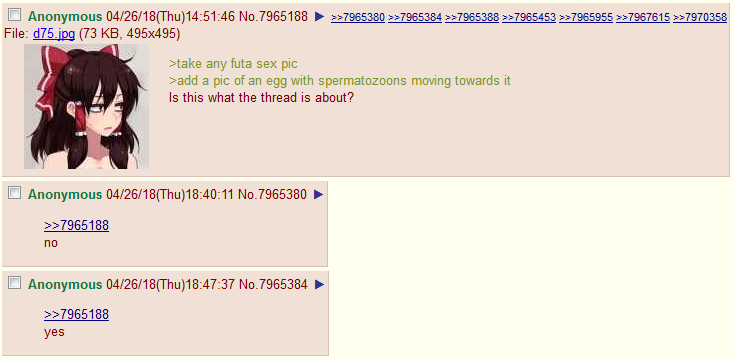 Anonymous 04/26/18(Thu)14:51:46 No.7965188 ▶ >>7965380 >>7965384 >>7965388 >>7965453 >>7965955 >>7967615 >>7970358
File: d75.jpg (73 KB, 495x495)
>take any futa sex pic
>add a pic of an egg with spermatozoons moving towards it
Is this what the thread is about?
Anonymous 04/26/18(Thu)18:40:11 No.7965380 ▶
>>7965188
no
Anonymous 04/26/18(Thu)18:47:37 No.7965384 ▶
>>7965188
yes